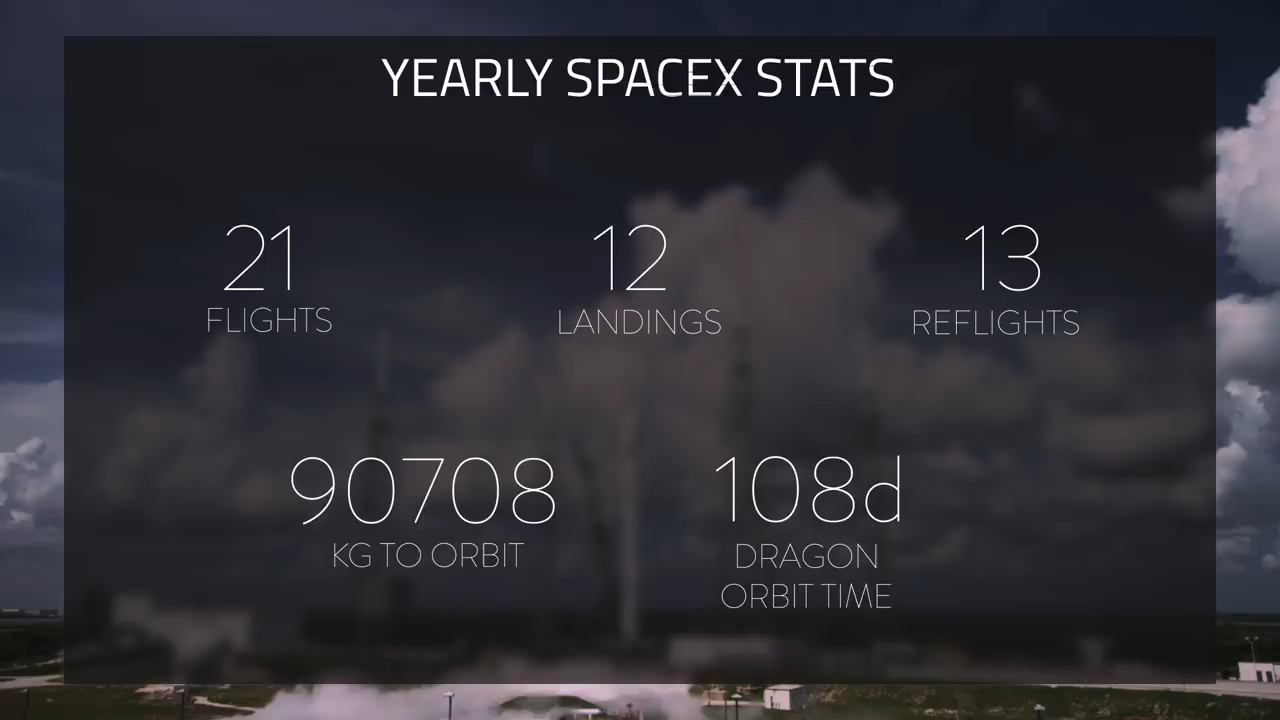 YEARLY SPACEX STATS
21
FLIGHTS
12
LANDINGS
13
REFLIGHTS
90708
KG TO ORBIT
108d
DRAGON
ORBIT TIME